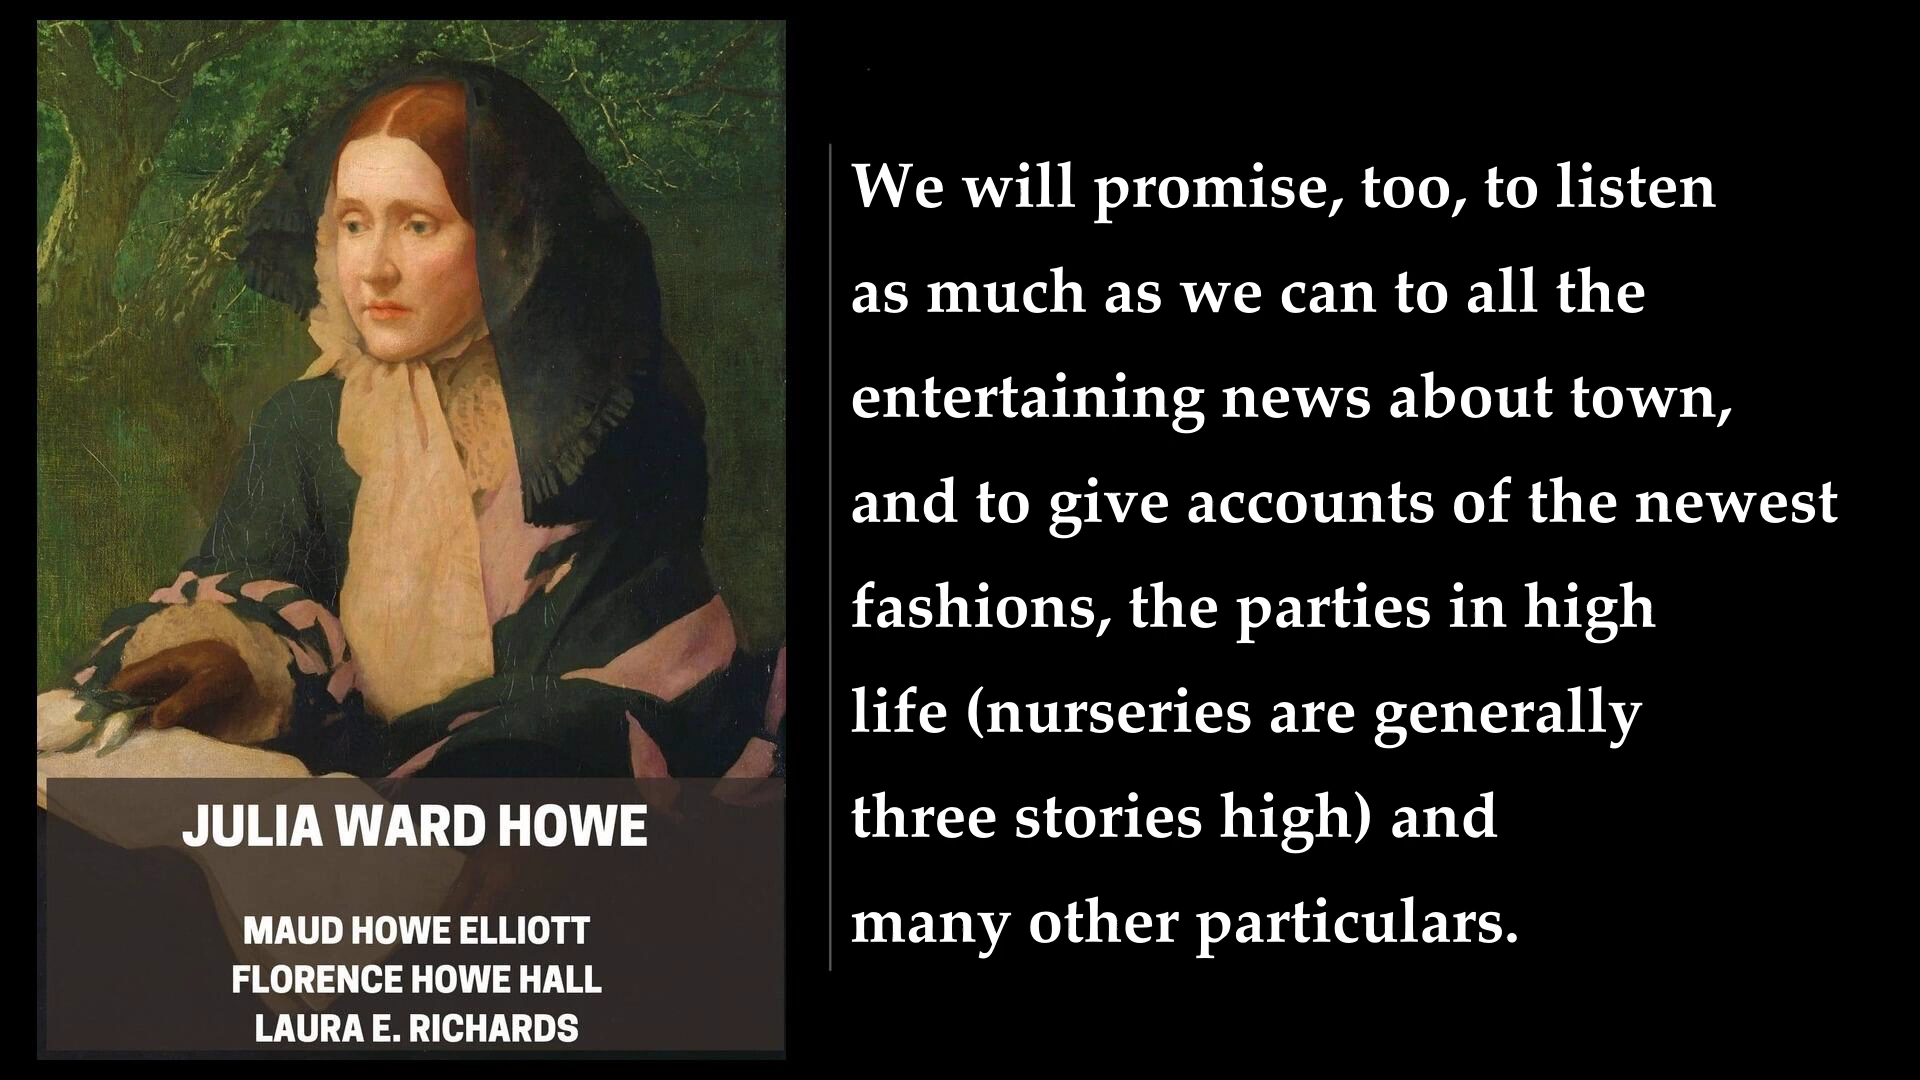 JULIA WARD HOWE
MAUD HOWE ELLIOTT
FLORENCE HOWE HALL
LAURA E. RICHARDS
We will promise, too, to listen
as much as we can to all the
entertaining news about town,
and to give accounts of the newest
fashions, the parties in high
life (nurseries are generally
three stories high) and
many other particulars.